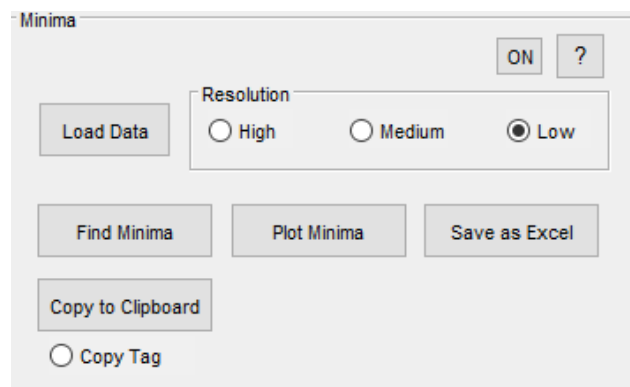 Minima
ON ?
Resolution
Load Data High Medium Low
Find Minima Plot Minima Save as Excel
Copy to Clipboard
Copy Tag